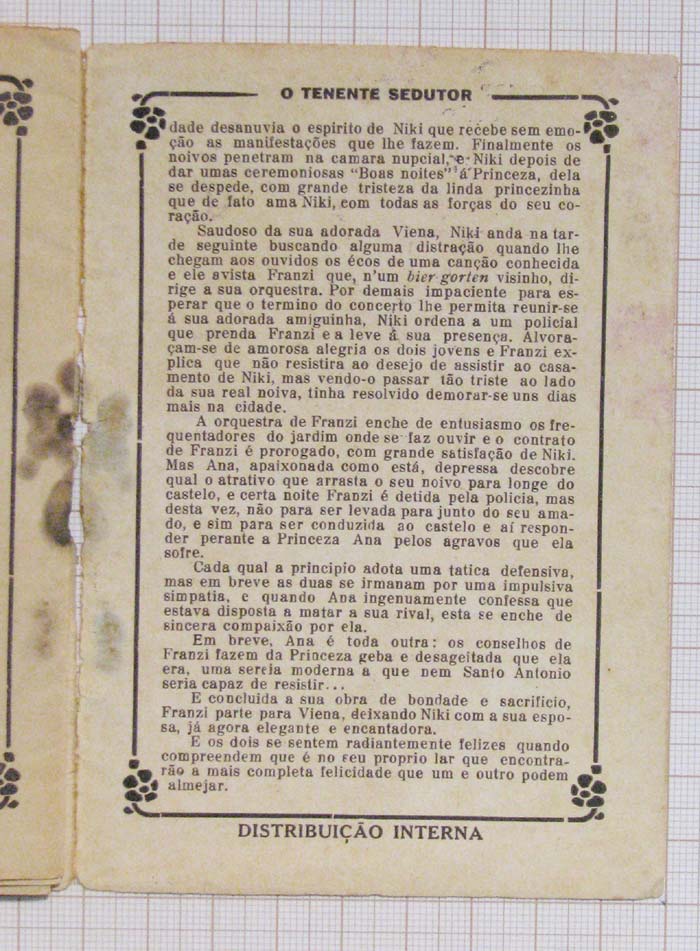 O TENENTE SEDUTOR
dade desanuvia o espirito de Niki que recebe sem emo-
ção as manifestações que lhe fazem. Finalmente os
noivos penetram na camara nupcial, e Niki depois de
dar umas ceremoniosas "Boas noites" á Princeza, dela
se despede, com grande tristeza da linda princezinha
que de fato ama Niki, com todas as forças do seu co-
ração.
Saudoso da sua adorada Viena, Niki anda na tar-
de seguinte buscando alguma distração quando lhe
chegam aos ouvidos os écos de uma canção conhecida
e ele avista Franzi que, n'um bier gorten visinho, di-
rige a sua orquestra. Por demais impaciente para es-
perar que o termino do concerto lhe permita reunir-se
á sua adorada amiguinha, Niki ordena a um policial
que prenda Franzi e a leve á sua presença. Alvora-
çam-se de amorosa alegria os dois jovens e Franzi ex-
plica que não resistira ao desejo de assistir ao casa-
mento de Niki, mas vendo-o passar tão triste ao lado
da sua real noiva, tinha resolvido demorar-se uns dias
mais na cidade.
A orquestra de Franzi enche de entusiasmo os fre-
quentadores do jardim onde se faz ouvir e o contrato
de Franzi é prorogado, com grande satisfação de Niki.
Mas Ana, apaixonada como está, depressa descobre
qual o atrativo que arrasta o seu noivo para longe do
castelo, e certa noite Franzi é detida pela policia, mas
desta vez, não para ser levada para junto do seu ama-
do, e sim para ser conduzida ao castelo e aí respon-
der perante a Princeza Ana pelos agravos que ela
sofre.
Cada qual a principio adota uma tatica defensiva,
mas em breve as duas se irmanam por uma impulsiva
simpatia, e quando Ana ingenuamente confessa que
estava disposta a matar a sua rival, esta se enche de
sincera compaixão por ela.
Em breve, Ana é toda outra: os conselhos de
Franzi fazem da Princeza geba e desageitada que ela
era, uma sereia moderna a que nem Santo Antonio
seria capaz de resistir...
E concluida a sua obra de bondade e sacrificio,
Franzi parte para Viena, deixando Niki com a sua espo-
sa, já agora elegante e encantadora.
E os dois se sentem radiantemente felizes quando
compreendem que é no seu proprio lar que encontra-
rão a mais completa felicidade que um e outro podem
almejar.
DISTRIBUIÇÃO INTERNA